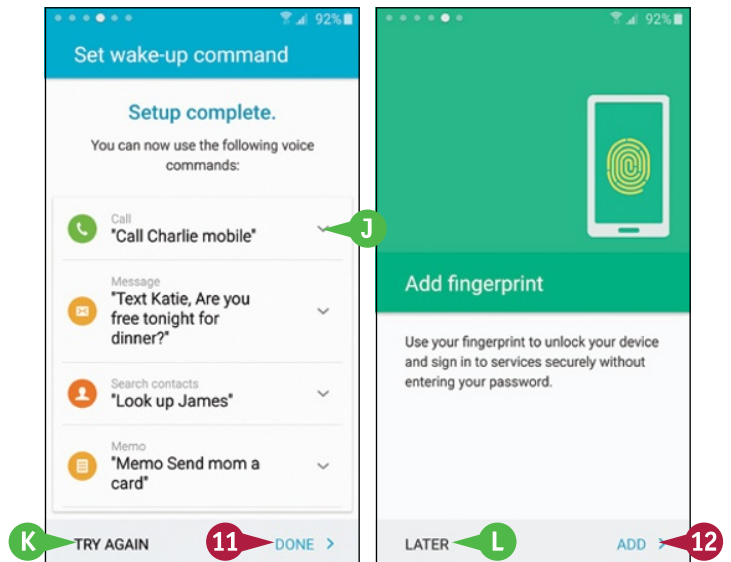 92%
Set wake-up command
Setup complete.
You can now use the following voice
commands:
Call
"Call Charlie mobile"
J
Message
"Text Katie, Are you
free tonight for
dinner?"
Search contacts
"Look up James"
Memo
"Memo Send mom a
card"
K
TRY AGAIN
11
DONE >
92%
Add fingerprint
Use your fingerprint to unlock your device
and sign in to services securely without
entering your password.
LATER
L
ADD >
12